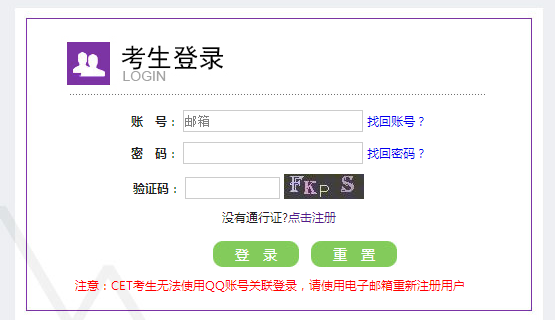 考生登录
LOGIN
账 号： 邮箱 找回账号？
密 码： 找回密码？
验证码： FKP S
没有通行证?点击注册
登 录 重 置
注意：CET考生无法使用QQ账号关联登录，请使用电子邮箱重新注册用户